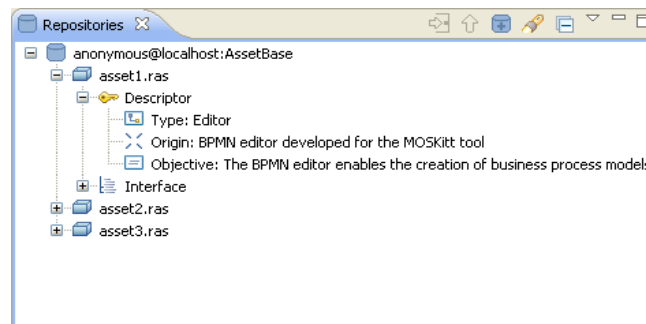 Repositories
anonymous@localhost:AssetBase
asset1.ras
Descriptor
Type: Editor
Origin: BPMN editor developed for the MOSKitt tool
Objective: The BPMN editor enables the creation of business process models
Interface
asset2.ras
asset3.ras